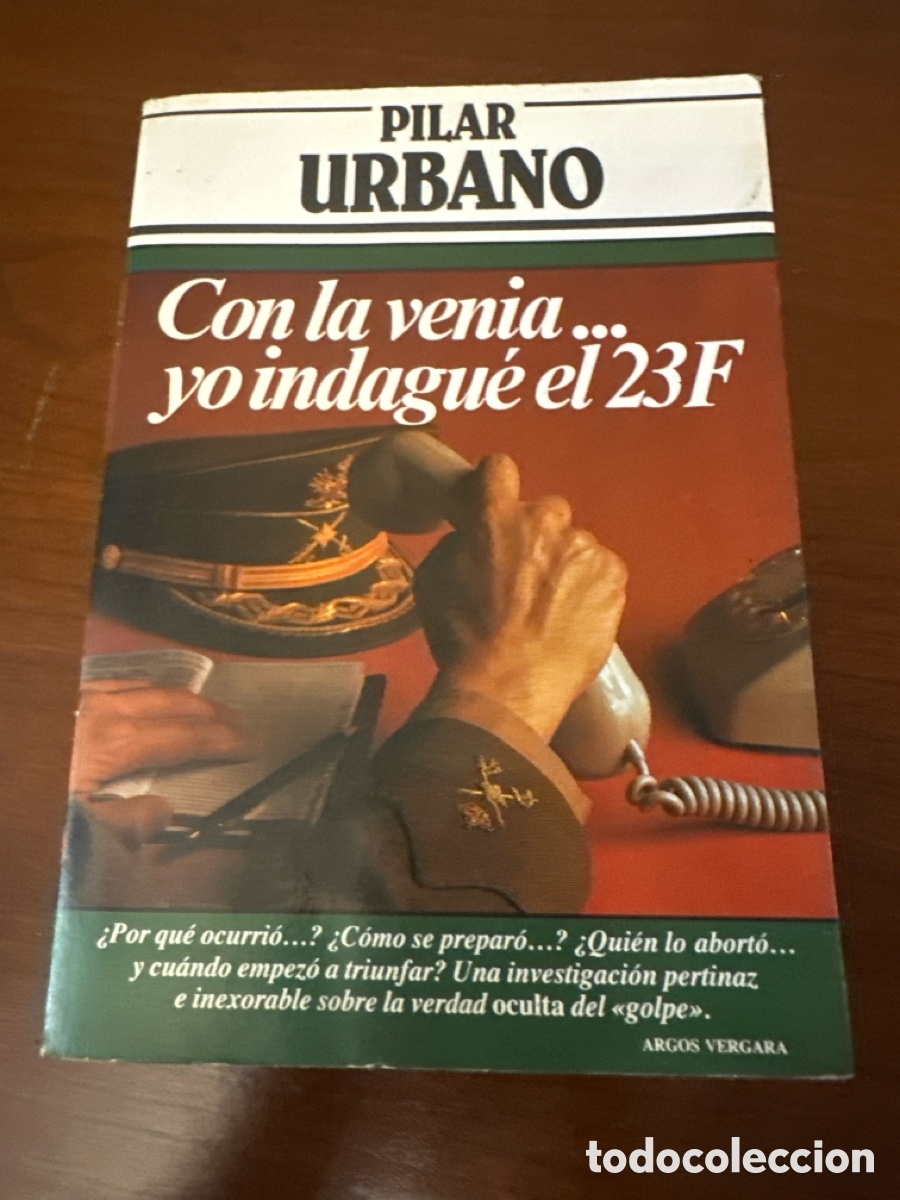 PILAR
URBANO
Con la venia...
yo indagué el 23F
¿Por qué ocurrió...? ¿Cómo se preparó...? ¿Quién lo abortó...
y cuándo empezó a triunfar? Una investigación pertinaz
e inexorable sobre la verdad oculta del «golpe».
ARGOS VERGARA
todocoleccion